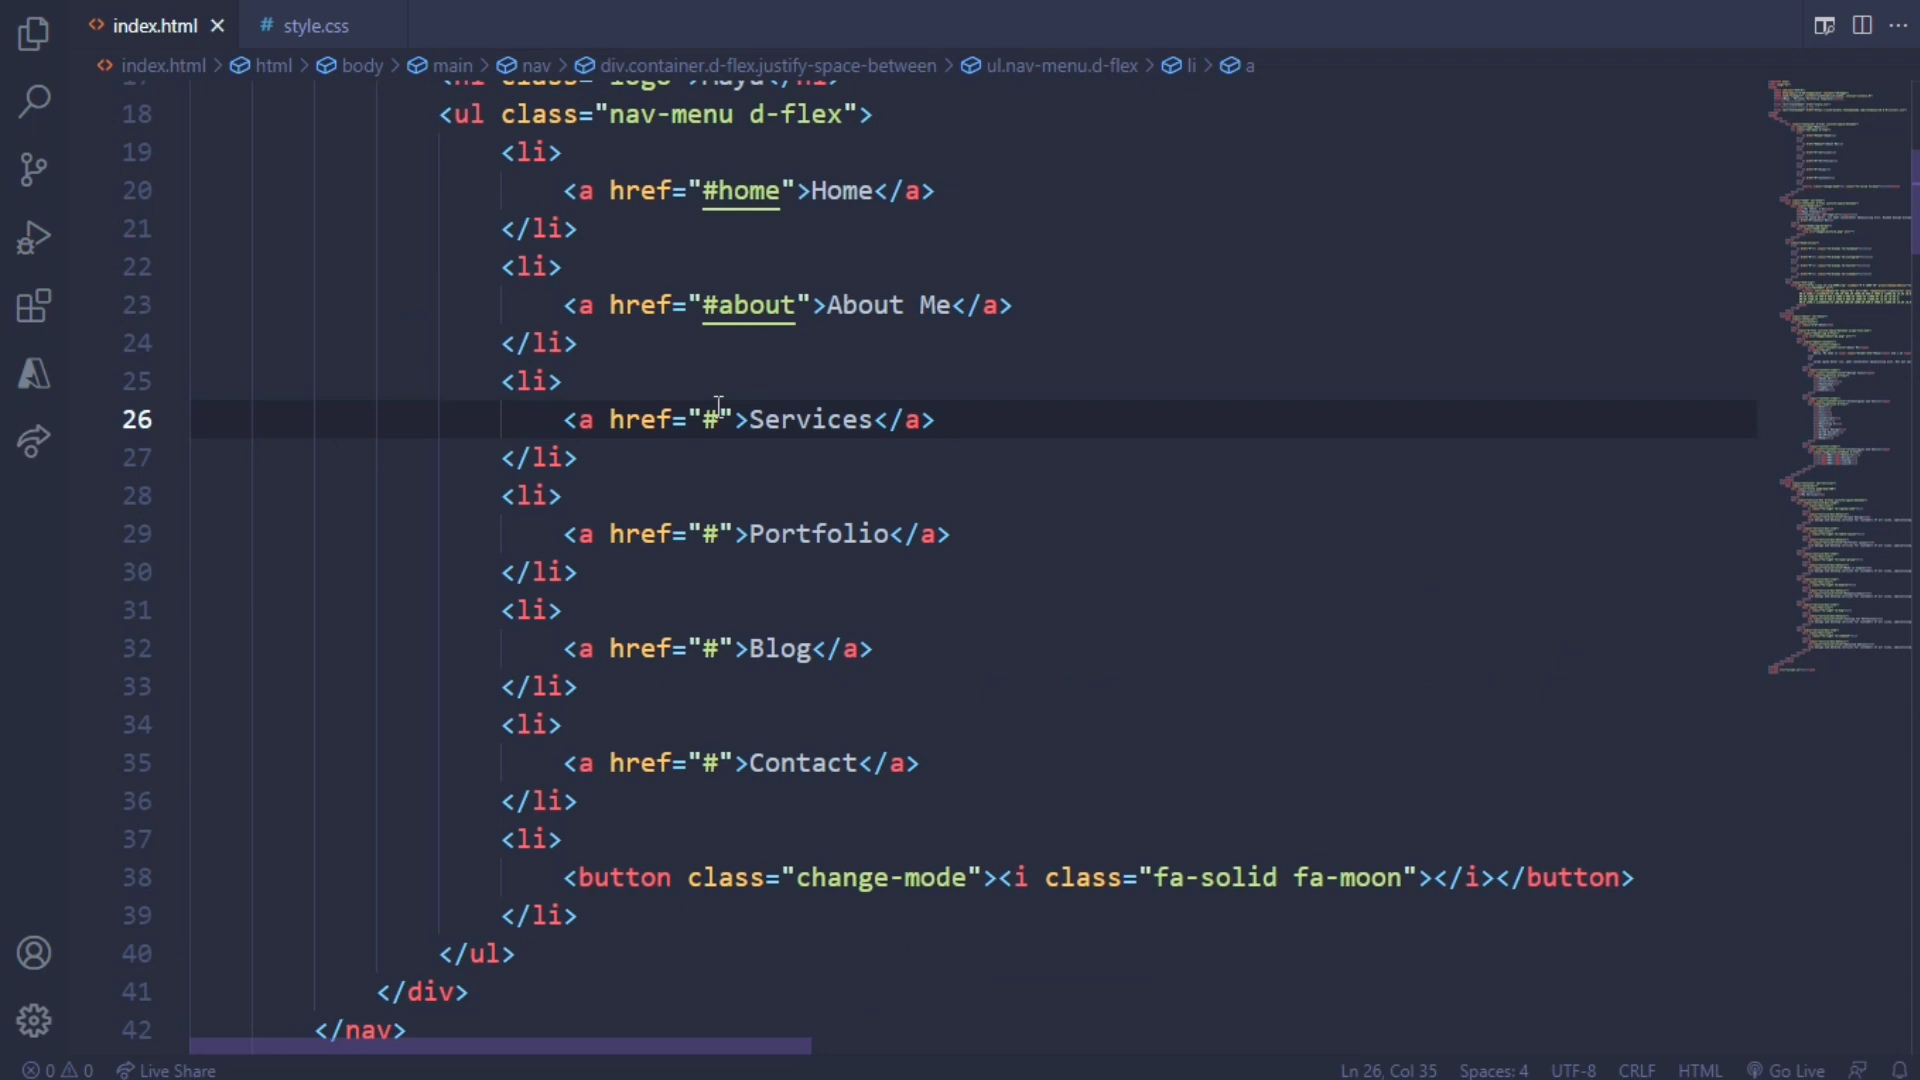 index.html
style.css
index.html > html > body > main > nav > div.container.d-flex.justify-space-between > ul.nav-menu.d-flex > li > a
18 <ul class="nav-menu d-flex">
19 <li>
20 <a href="#home">Home</a>
21 </li>
22 <li>
23 <a href="#about">About Me</a>
24 </li>
25 <li>
26 <a href="#">Services</a>
27 </li>
28 <li>
29 <a href="#">Portfolio</a>
30 </li>
31 <li>
32 <a href="#">Blog</a>
33 </li>
34 <li>
35 <a href="#">Contact</a>
36 </li>
37 <li>
38 <button class="change-mode"><i class="fa-solid fa-moon"></i></button>
39 </li>
40 </ul>
41 </div>
42 </nav>
0 0 Live Share Ln 26, Col 35 Spaces: 4 UTF-8 CRLF HTML Go Live